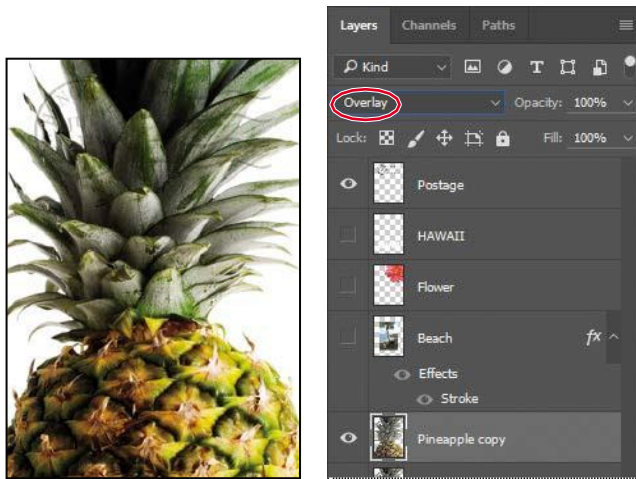 Layers Channels Paths
Kind
Overlay Opacity: 100%
Lock: Fill: 100%
Postage
HAWAII
Flower
Beach fx
Effects
Stroke
Pineapple copy